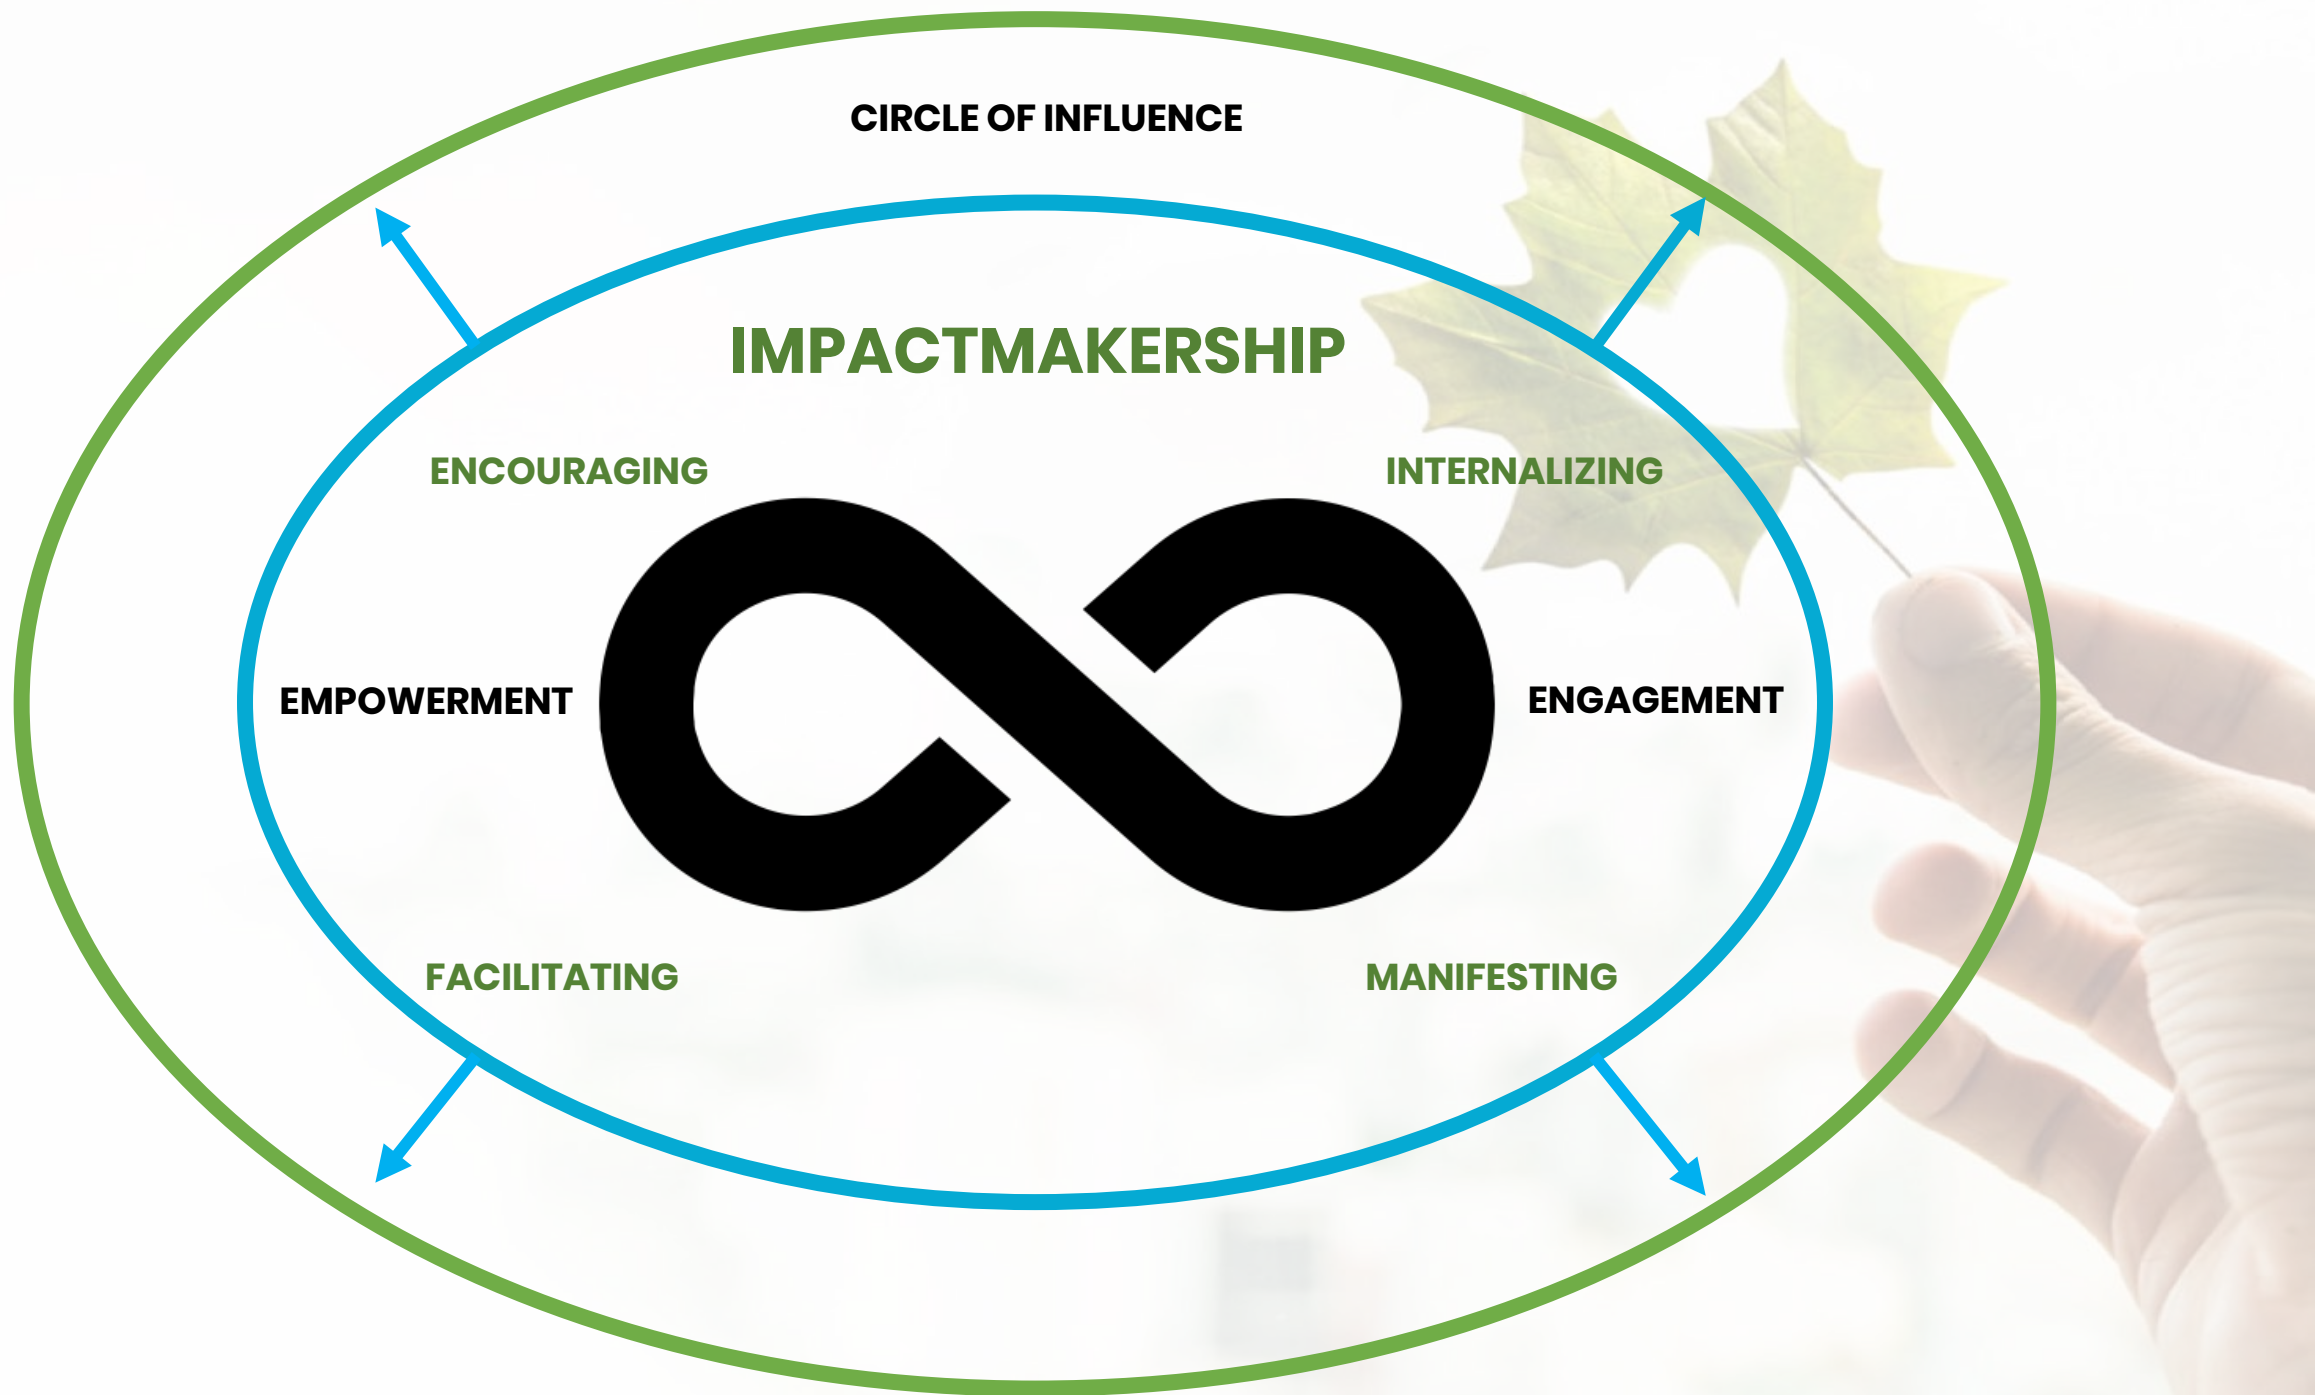 CIRCLE OF INFLUENCE
IMPACTMAKERSHIP
ENCOURAGING
INTERNALIZING
EMPOWERMENT
ENGAGEMENT
FACILITATING
MANIFESTING